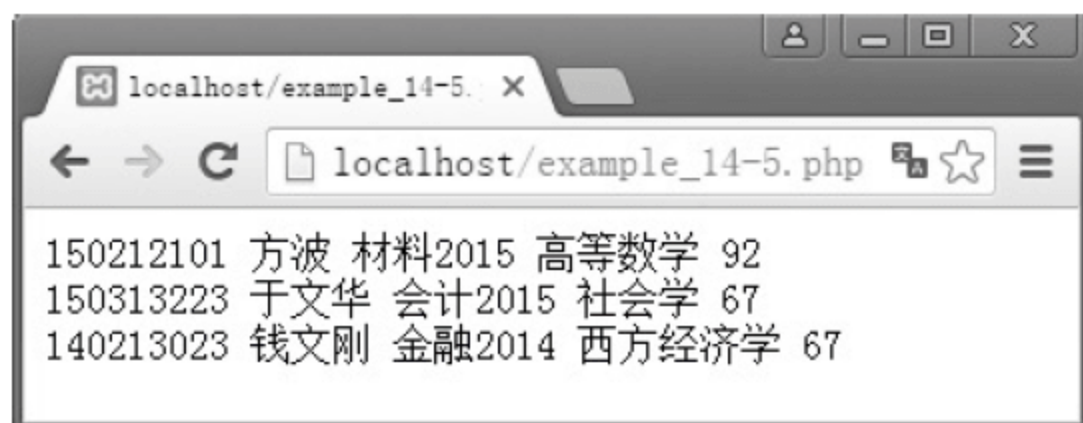 localhost/example_14-5.
localhost/example_14-5.php
150212101 方波 材料2015 高等数学 92
150313223 于文华 会计2015 社会学 67
140213023 钱文刚 金融2014 西方经济学 67